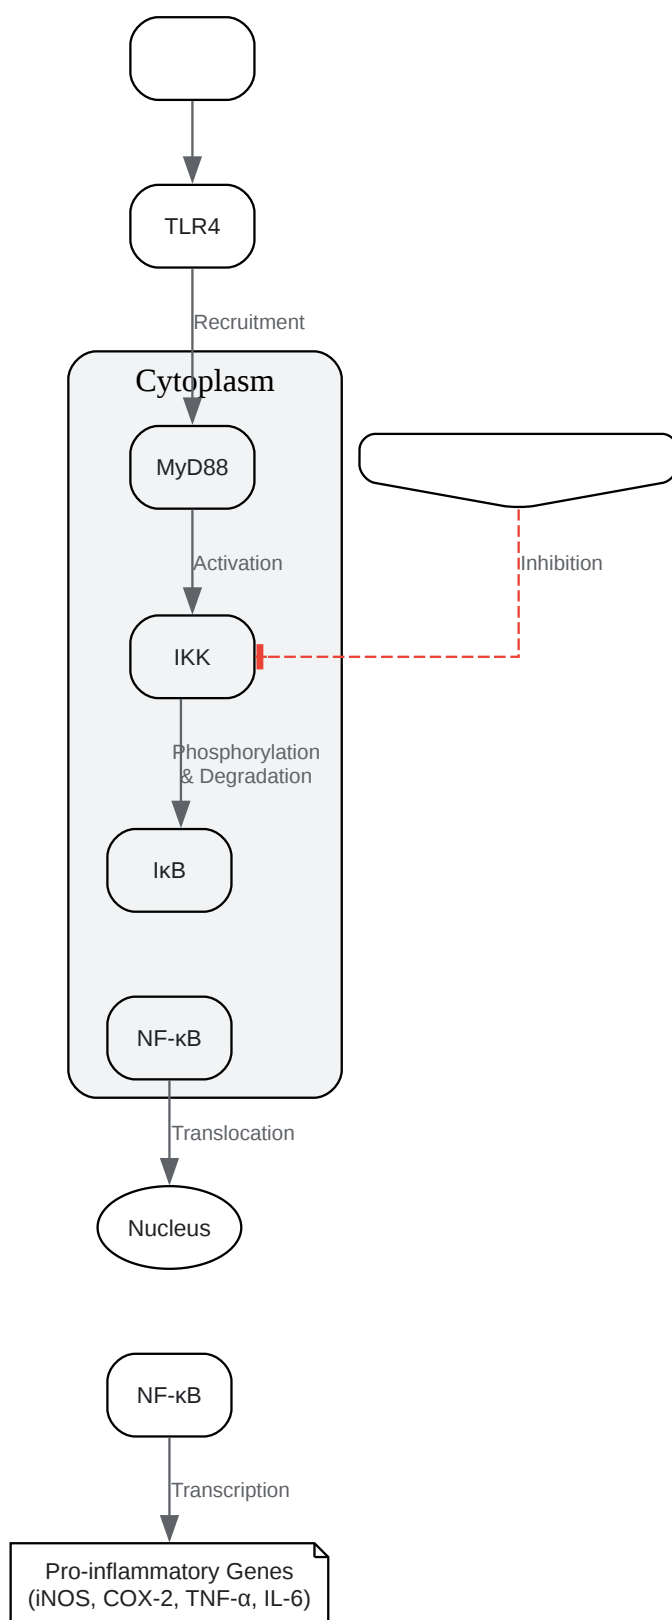 TLR4
Recruitment
Cytoplasm
MyD88
Activation
Inhibition
IKK
Phosphorylation
& Degradation
IκB
NF-κB
Translocation
Nucleus
NF-κB
Transcription
Pro-inflammatory Genes
(iNOS, COX-2, TNF-α, IL-6)